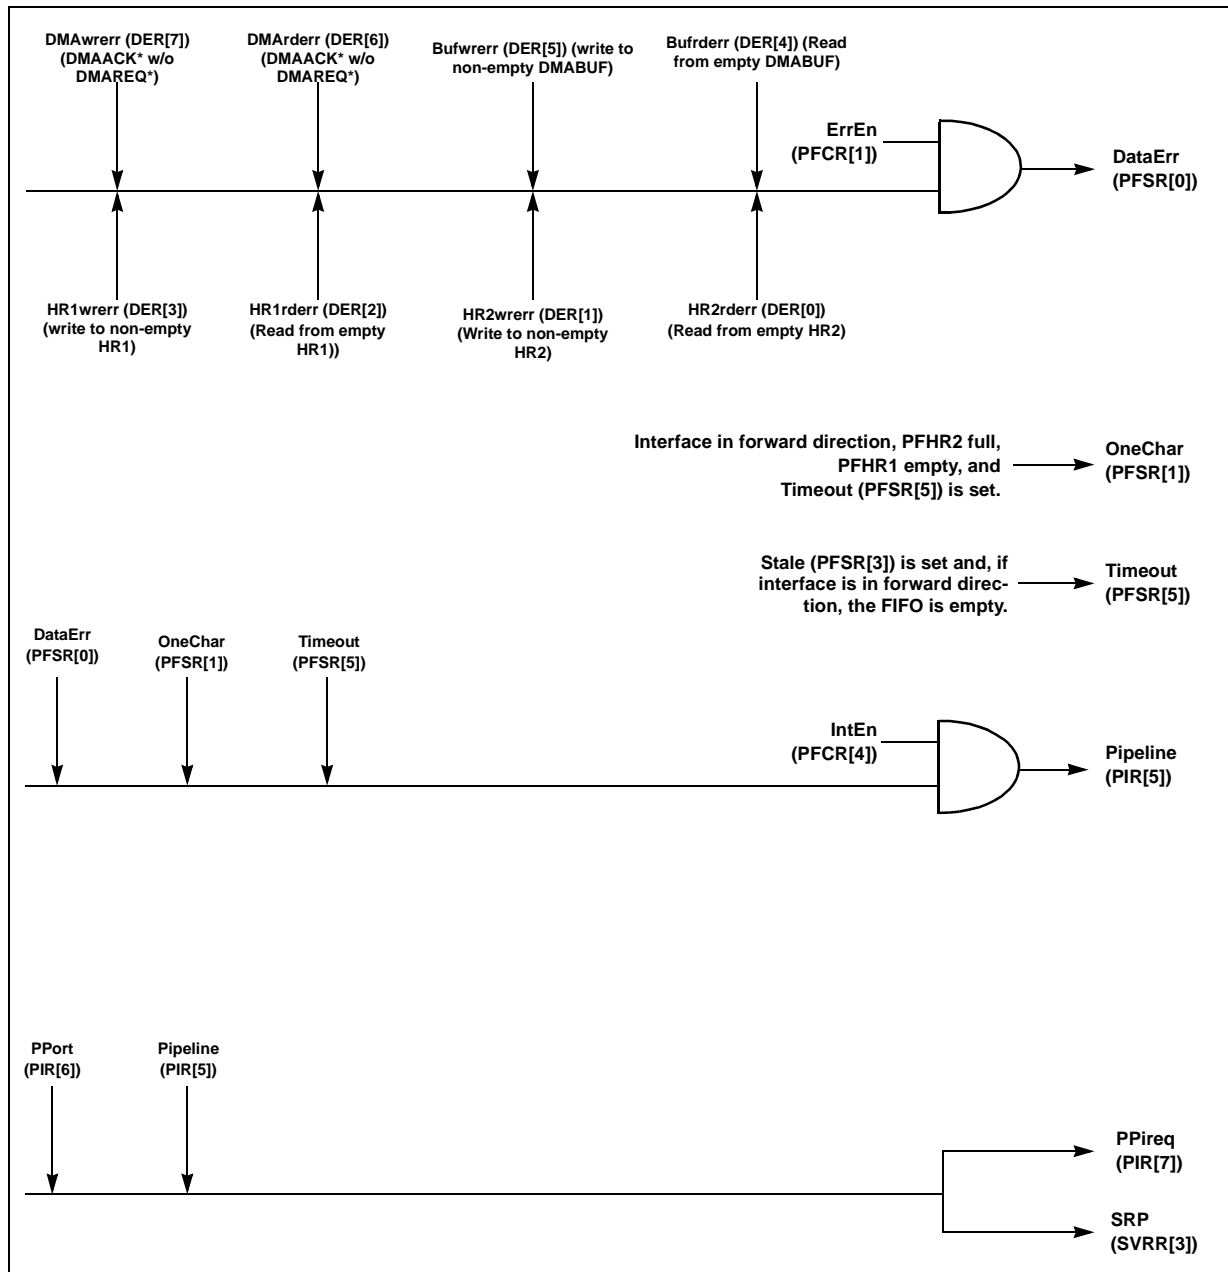 DMAwrerr (DER[7])
(DMAACK* w/o
DMAREQ*)
DMArderr (DER[6])
(DMAACK* w/o
DMAREQ*)
Bufwrerr (DER[5]) (write to
non-empty DMABUF)
Bufrderr (DER[4]) (Read
from empty DMABUF)
ErrEn
(PFCR[1])
DataErr
(PFSR[0])
HR1wrerr (DER[3])
(write to non-empty
HR1)
HR1rderr (DER[2])
(Read from empty
HR1))
HR2wrerr (DER[1])
(Write to non-empty
HR2)
HR2rderr (DER[0])
(Read from empty HR2)
Interface in forward direction, PFHR2 full,
PFHR1 empty, and
Timeout (PFSR[5]) is set.
OneChar
(PFSR[1])
Stale (PFSR[3]) is set and, if
interface is in forward direc-
tion, the FIFO is empty.
Timeout
(PFSR[5])
DataErr
(PFSR[0])
OneChar
(PFSR[1])
Timeout
(PFSR[5])
IntEn
(PFCR[4])
Pipeline
(PIR[5])
PPort
(PIR[6])
Pipeline
(PIR[5])
PPireq
(PIR[7])
SRP
(SVRR[3])